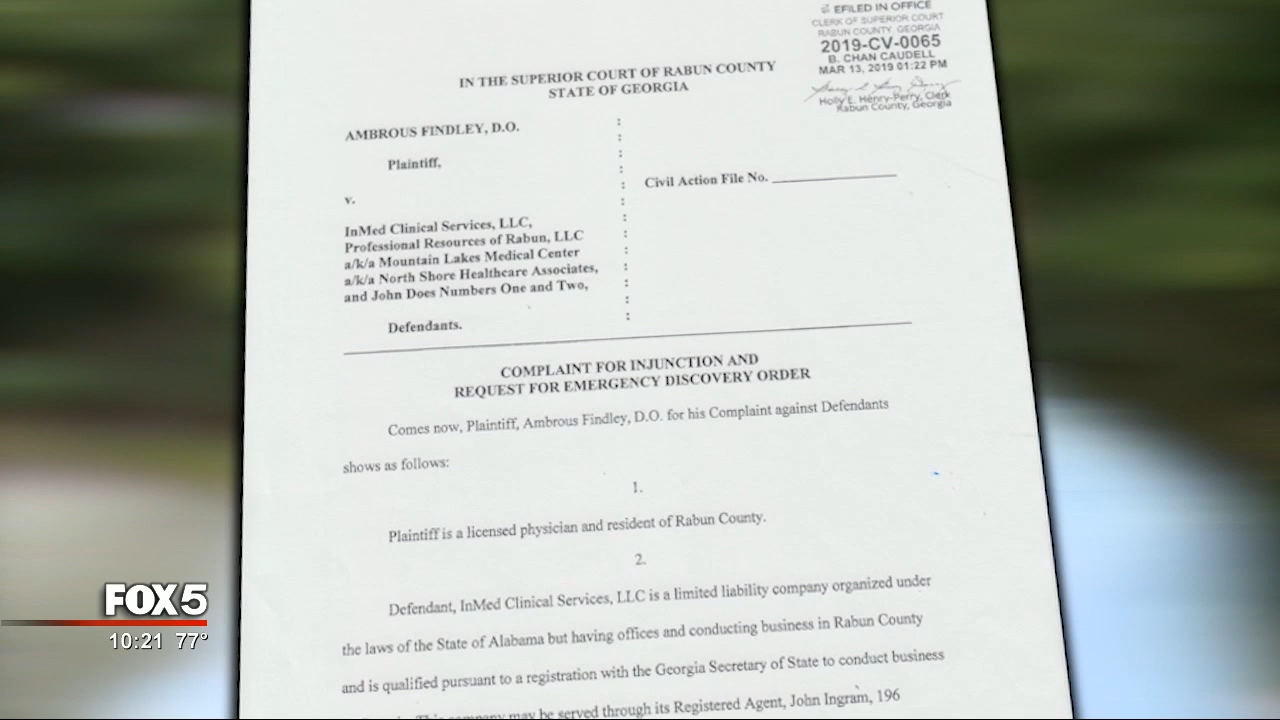 EFILED IN OFFICE
CLERK OF SUPERIOR COURT
RABUN COUNTY, GEORGIA
2019-CV-0065
B. CHAN CAUDELL
MAR 13, 2019 01:22 PM
Holly E. Henry-Perry, Clerk
Rabun County, Georgia
IN THE SUPERIOR COURT OF RABUN COUNTY
STATE OF GEORGIA
AMBROUS FINDLEY, D.O.
Plaintiff,
v.
InMed Clinical Services, LLC,
Professional Resources of Rabun, LLC
a/k/a Mountain Lakes Medical Center
a/k/a North Shore Healthcare Associates,
and John Does Numbers One and Two,
Defendants.
Civil Action File No.
COMPLAINT FOR INJUNCTION AND
REQUEST FOR EMERGENCY DISCOVERY ORDER
Comes now, Plaintiff, Ambrous Findley, D.O. for his Complaint against Defendants
shows as follows:
1.
Plaintiff is a licensed physician and resident of Rabun County.
2.
Defendant, InMed Clinical Services, LLC is a limited liability company organized under
the laws of the State of Alabama but having offices and conducting business in Rabun County
and is qualified pursuant to a registration with the Georgia Secretary of State to conduct business
This company may be served through its Registered Agent, John Ingram, 196
FOX 5
10:21 77°